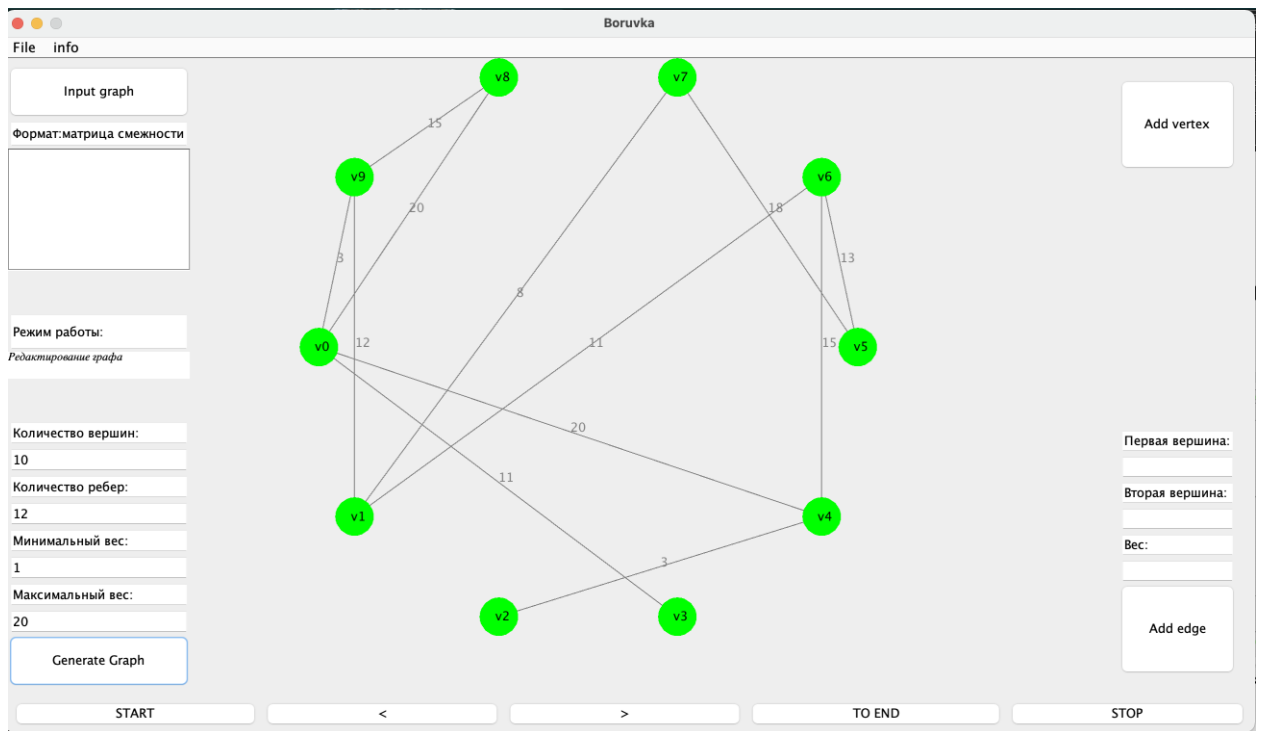 Boruvka
File info
Input graph
Формат:матрица смежности
Режим работы:
Редактирование графа
Количество вершин:
10
Количество ребер:
12
Минимальный вес:
1
Максимальный вес:
20
Generate Graph
v8
v7
15
v9
v6
20
18
3
13
8
v0
12
11
15
v5
20
11
v1
v4
3
v2
v3
Add vertex
Первая вершина:
Вторая вершина:
Вес:
Add edge
START
<
>
TO END
STOP